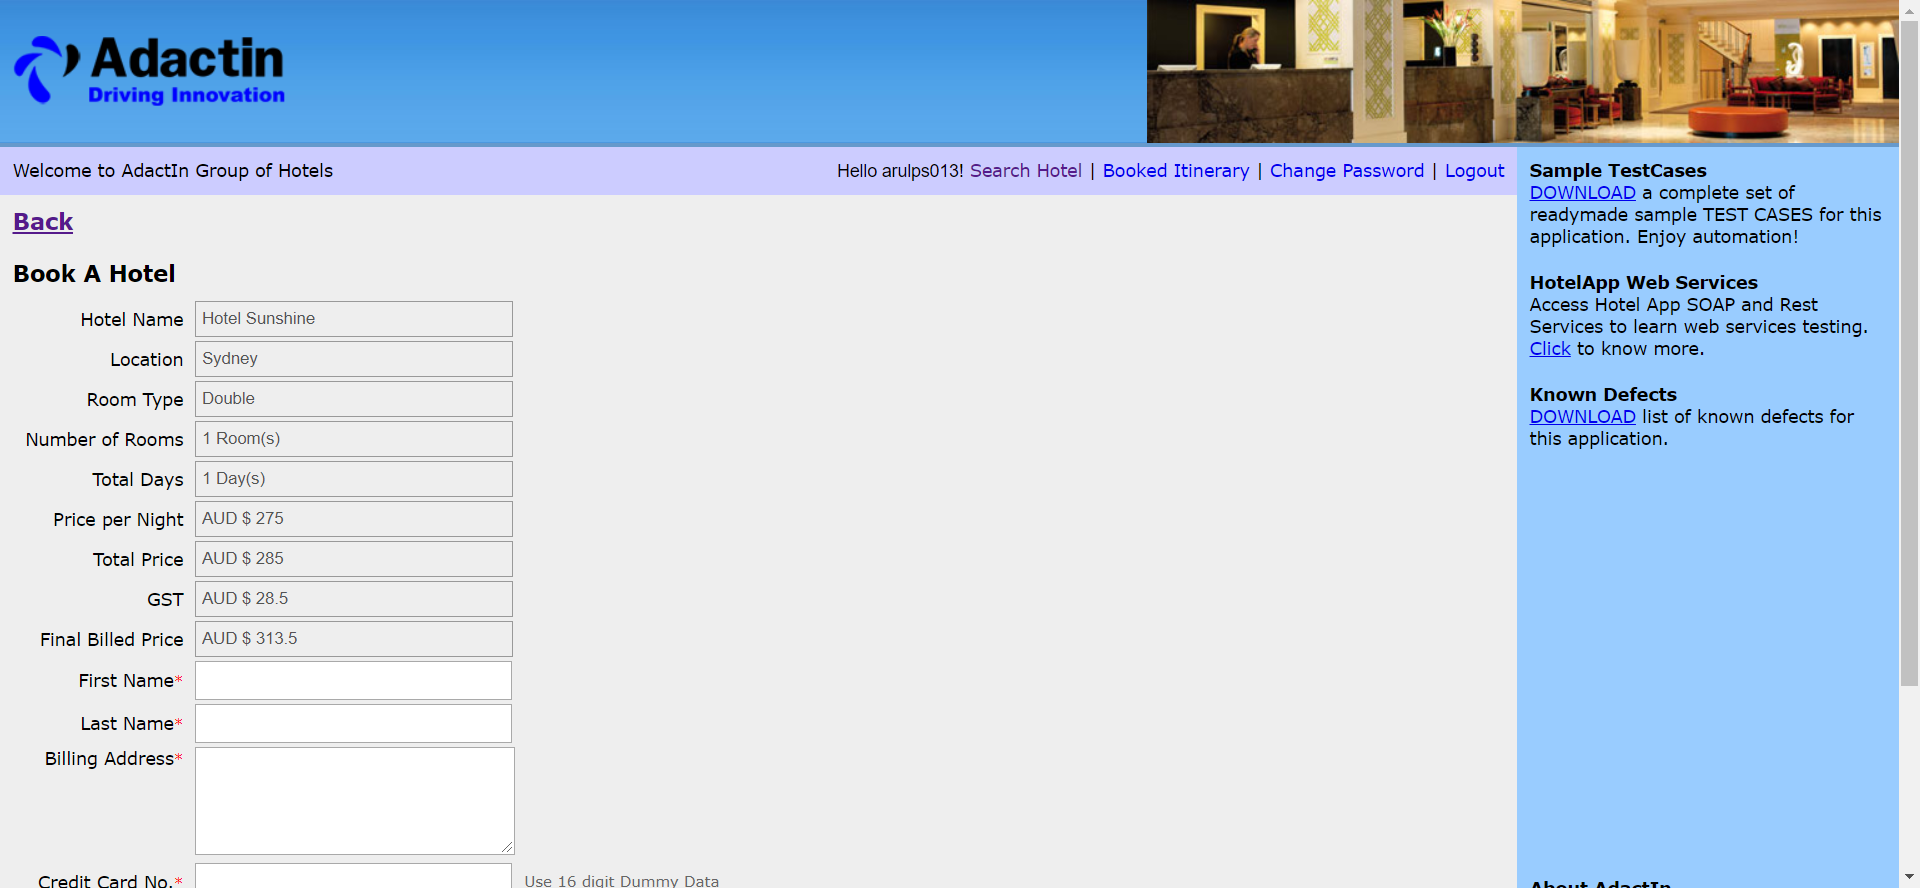 Adactin
Driving Innovation
Welcome to AdactIn Group of Hotels
Hello arulps013! Search Hotel | Booked Itinerary | Change Password | Logout
Back
Book A Hotel
Hotel Name Hotel Sunshine
Location Sydney
Room Type Double
Number of Rooms 1 Room(s)
Total Days 1 Day(s)
Price per Night AUD $ 275
Total Price AUD $ 285
GST AUD $ 28.5
Final Billed Price AUD $ 313.5
First Name*
Last Name*
Billing Address*
Credit Card No.* Use 16 digit Dummy Data
Sample TestCases
DOWNLOAD a complete set of
readymade sample TEST CASES for this
application. Enjoy automation!
HotelApp Web Services
Access Hotel App SOAP and Rest
Services to learn web services testing.
Click to know more.
Known Defects
DOWNLOAD list of known defects for
this application.
About AdactIn